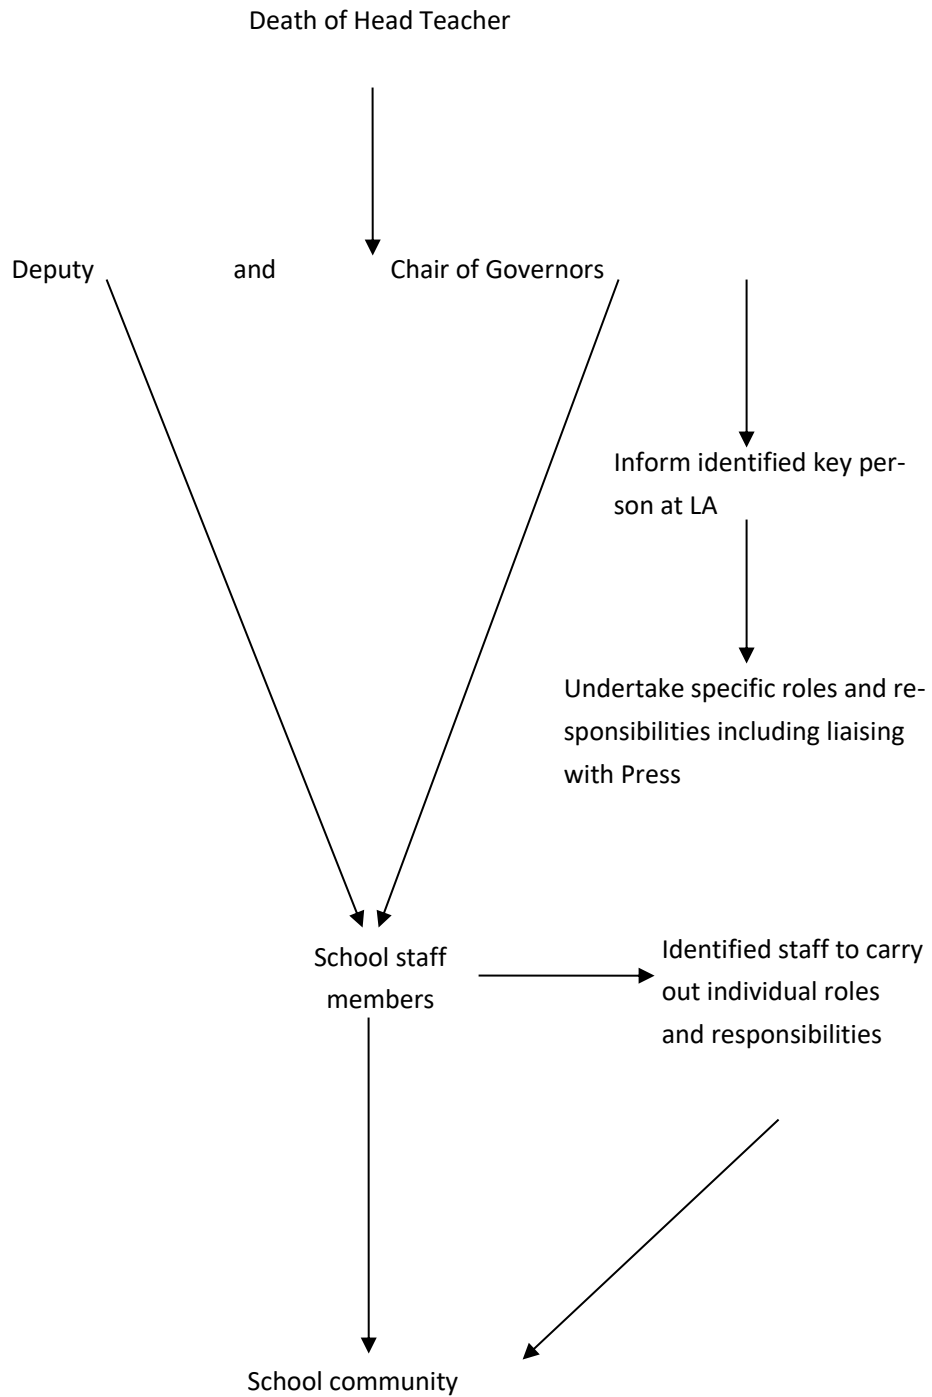 Death of Head Teacher
Deputy and Chair of Governors
Inform identified key per-
son at LA
Undertake specific roles and re-
sponsibilities including liaising
with Press
School staff
members
Identified staff to carry
out individual roles
and responsibilities
School community